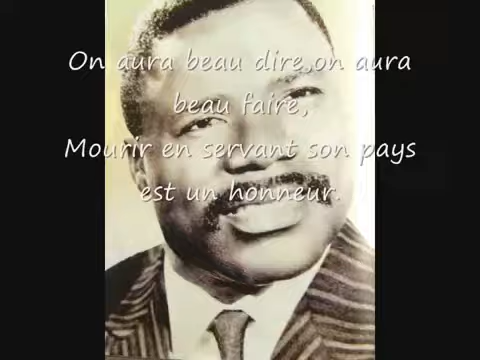 On aura beau dire,on aura
beau faire,
Mourir en servant son pays
est un honneur.